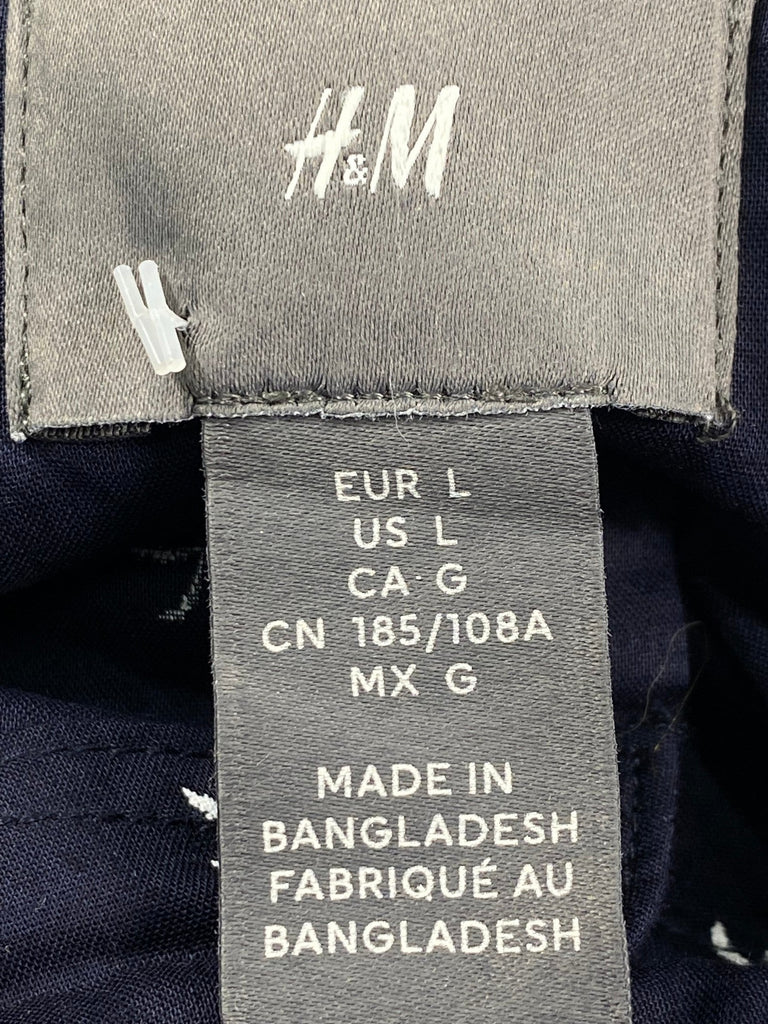 H&M
EUR L
US L
CA G
CN 185/108A
MX G
MADE IN
BANGLADESH
FABRIQUÉ AU
BANGLADESH